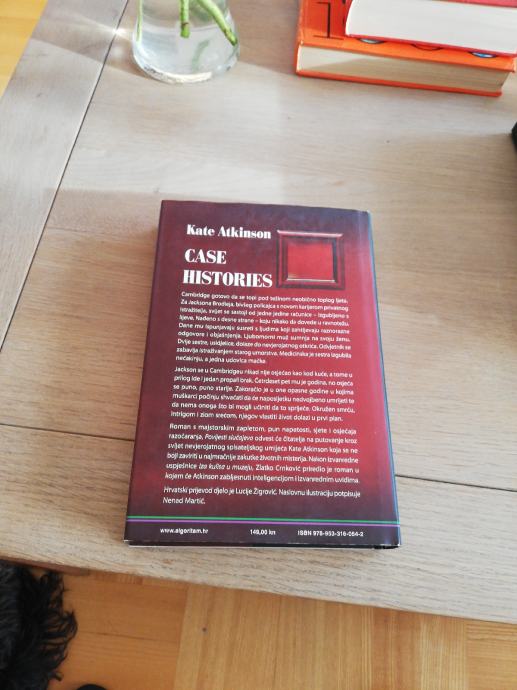 Kate Atkinson
CASE
HISTORIES
Cambridge gotovo da se topi pod težinom neobično toplog ljeta.
Za Jacksona Brodieja, bivšeg policajca s novom karijerom privatnog
istražitelja, svijet se sastoji od jedne jedine računice – Izgubljeno s
lijeve. Nađeno s desne strane – koju nikako da dovede u ravnotežu.
Dane mu ispunjavaju susreti s ljudima koji zahtijevaju raznorazne
odgovore i objašnjenja. Ljubomorni muž sumnja na svoju ženu.
Dvije sestre, usidjelice, dolaze do nevjerojatnog otkrića. Odvjetnik se
zabavlja istraživanjem starog umorstva. Medicinska je sestra izgubila
nećakinju, a jedna udovica mačke.
Jackson se u Cambridgeu nikad nije osjećao kao kod kuće, a tome u
prilog ide i jedan propali brak. Četrdeset pet mu je godina, no osjeća
se puno, puno starije. Zakoračio je u one opasne godine u kojima
muškarci počinju shvaćati da će naposljetku nedvojbeno umrijeti te
da nema onoga što bi mogli učiniti da to spriječe. Okružen smrću,
intrigom i zlom srećom, njegov vlastiti život dolazi u prvi plan.
Roman s majstorskim zapletom, pun napetosti, sjete i osjećaja
razočaranja, Povijesti slučajeva odvest će čitatelja na putovanje kroz
svijet nevjerojatnog spisateljskog umijeća Kate Atkinson koja se ne
boji zaviriti u najmračnije zakutke životnih misterija. Nakon izvanredne
uspješnice Iza kulisa u muzeju, Zlatko Crnković priredio je roman u
kojem će Atkinson zabljesnuti inteligencijom i izvanrednim uvidima.
Hrvatski prijevod djelo je Lucije Žigrović. Naslovnu ilustraciju potpisuje
Nenad Martić.
www.algoritam.hr 149,00 kn ISBN 978-953-316-054-2